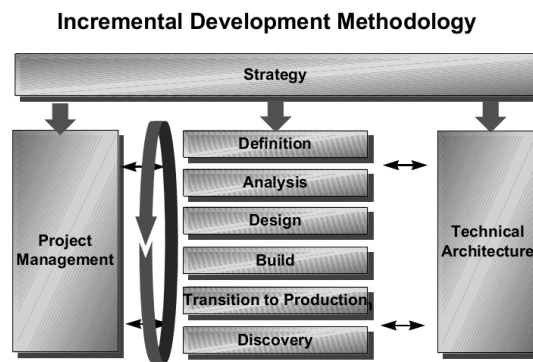 Incremental Development Methodology
Strategy
Definition
Analysis
Design
Build
Transition to Production
Discovery
Project
Management
Technical
Architecture